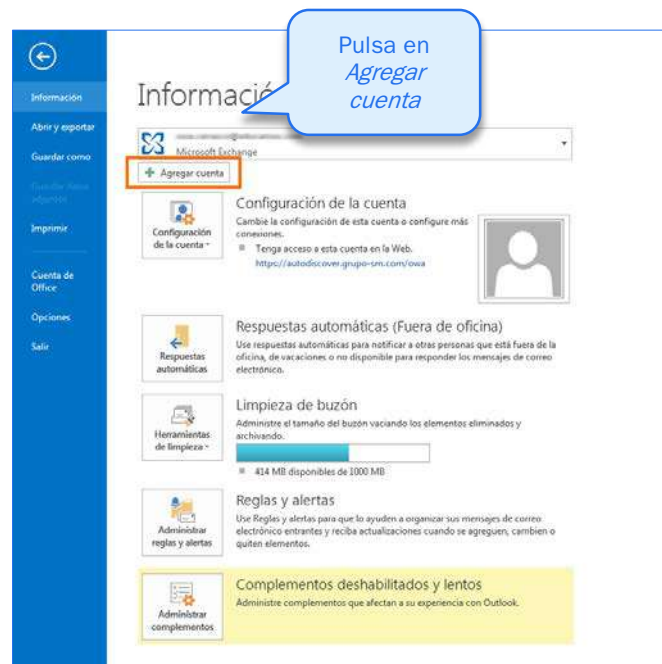 Pulsa en
Agregar
cuenta
Información
Abrir y exportar
Guardar como
Imprimir
Cuenta de
Office
Opciones
Salir
Informació
Microsoft Exchange
Agregar cuenta
Configuración
de la cuenta
Configuración de la cuenta
Cambie la configuración de esta cuenta o configure más
conexiones.
Tenga acceso a esta cuenta en la Web.
https://autodiscover.grupo-sm.com/owa
Respuestas
automáticas
Respuestas automáticas (Fuera de oficina)
Use respuestas automáticas para notificar a otras personas que está fuera de la
oficina, de vacaciones o no disponible para responder los mensajes de correo
electrónico.
Herramientas
de limpieza
Limpieza de buzón
Administre el tamaño del buzón vaciando los elementos eliminados y
archivando.
414 MB disponibles de 1000 MB
Administrar
reglas y alertas
Reglas y alertas
Use Reglas y alertas para que lo ayuden a organizar sus mensajes de correo
electrónico entrantes y reciba actualizaciones cuando se agreguen, cambien o
quiten elementos.
Administrar
complementos
Complementos deshabilitados y lentos
Administre complementos que afectan a su experiencia con Outlook.